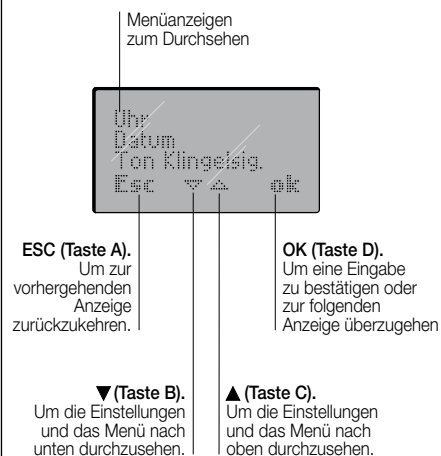 Menüanzeigen
zum Durchsehen
Uhr
Datum
Ton Klingelsig.
Esc ▽ △ ok
ESC (Taste A).
Um zur
vorhergehenden
Anzeige
zurückzukehren.
OK (Taste D).
Um eine Eingabe
zu bestätigen oder
zur folgenden
Anzeige überzugehen
▼ (Taste B).
Um die Einstellungen
und das Menü nach
unten durchzusehen.
▲ (Taste C).
Um die Einstellungen
und das Menü nach
oben durchzusehen.